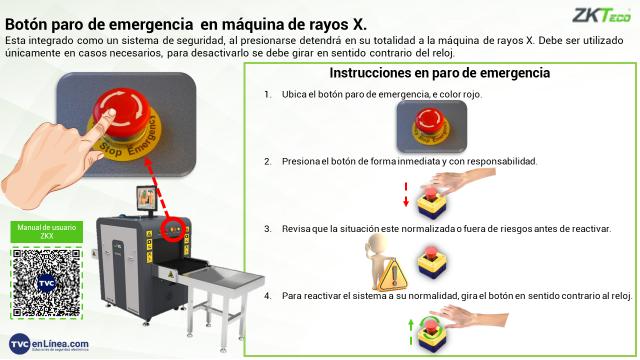 Botón paro de emergencia en máquina de rayos X.
ZKTeco
Esta integrado como un sistema de seguridad, al presionarse detendrá en su totalidad a la máquina de rayos X. Debe ser utilizado
únicamente en casos necesarios, para desactivarlo se debe girar en sentido contrario del reloj.
Stop Emergency
Instrucciones en paro de emergencia
1. Ubica el botón paro de emergencia, e color rojo.
2. Presiona el botón de forma inmediata y con responsabilidad.
3. Revisa que la situación este normalizada o fuera de riesgos antes de reactivar.
4. Para reactivar el sistema a su normalidad, gira el botón en sentido contrario al reloj.
Manual de usuario
ZKX
TVC
TVC enLínea.com
Soluciones de seguridad electrónica